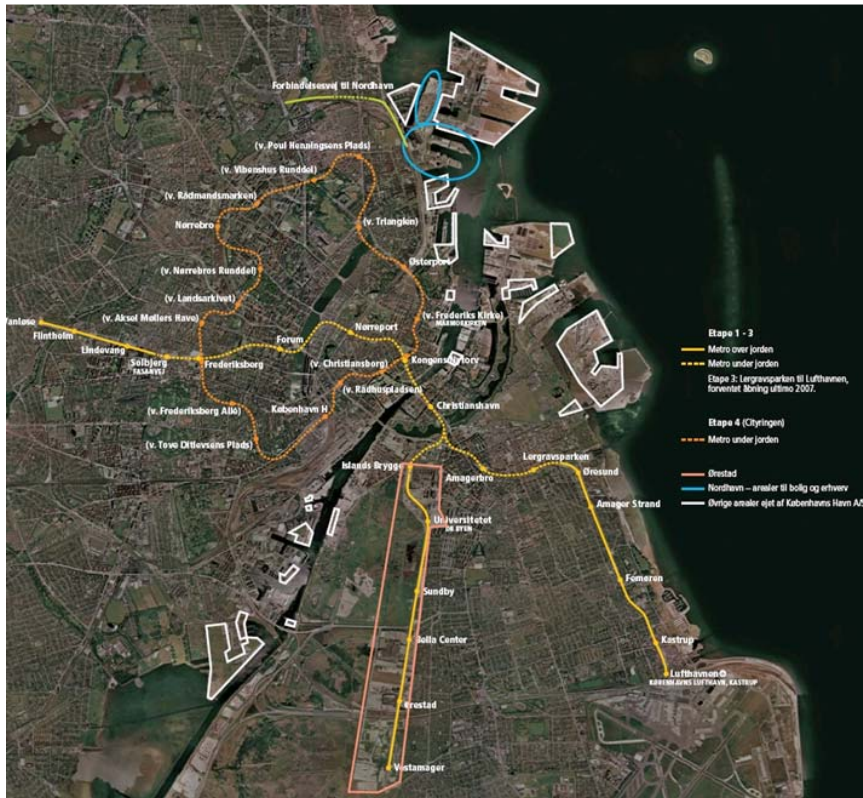 Forbindelsesvej til Nordhavn
(v. Poul Henningsens Plads)
(v. Vibenshus Runddel)
(v. Rådmandsmarken)
Nørrebro
(v. Trianglen)
(v. Nørrebros Runddel)
Østerport
(v. Landsarkivet)
(v. Aksel Møllers Have)
(v. Frederiks Kirke)
MARMORKIRKEN
Vanløse
Flintholm
Lindevang
Solbjerg
FASANVEJ
Frederiksberg
Forum
Nørreport
(v. Christiansborg)
Kongens Nytorv
(v. Rådhuspladsen)
(v. Frederiksberg Allé)
København H
Christianshavn
(v. Tove Ditlevsens Plads)
Islands Brygge
Amagerbro
Lergravsparken
Øresund
Amager Strand
Universitetet
DR BYEN
Sundby
Femøren
Bella Center
Kastrup
Lufthavnen
KØBENHAVNS LUFTHAVN, KASTRUP
Ørestad
Vestamager
Etape 1 - 3
Metro over jorden
Metro under jorden
Etape 3: Lergravsparken til Lufthavnen,
forventet åbning ultimo 2007.
Etape 4 (Cityringen)
Metro under jorden
Ørestad
Nordhavn – arealer til bolig og erhverv
Øvrige arealer ejet af Københavns Havn A/S